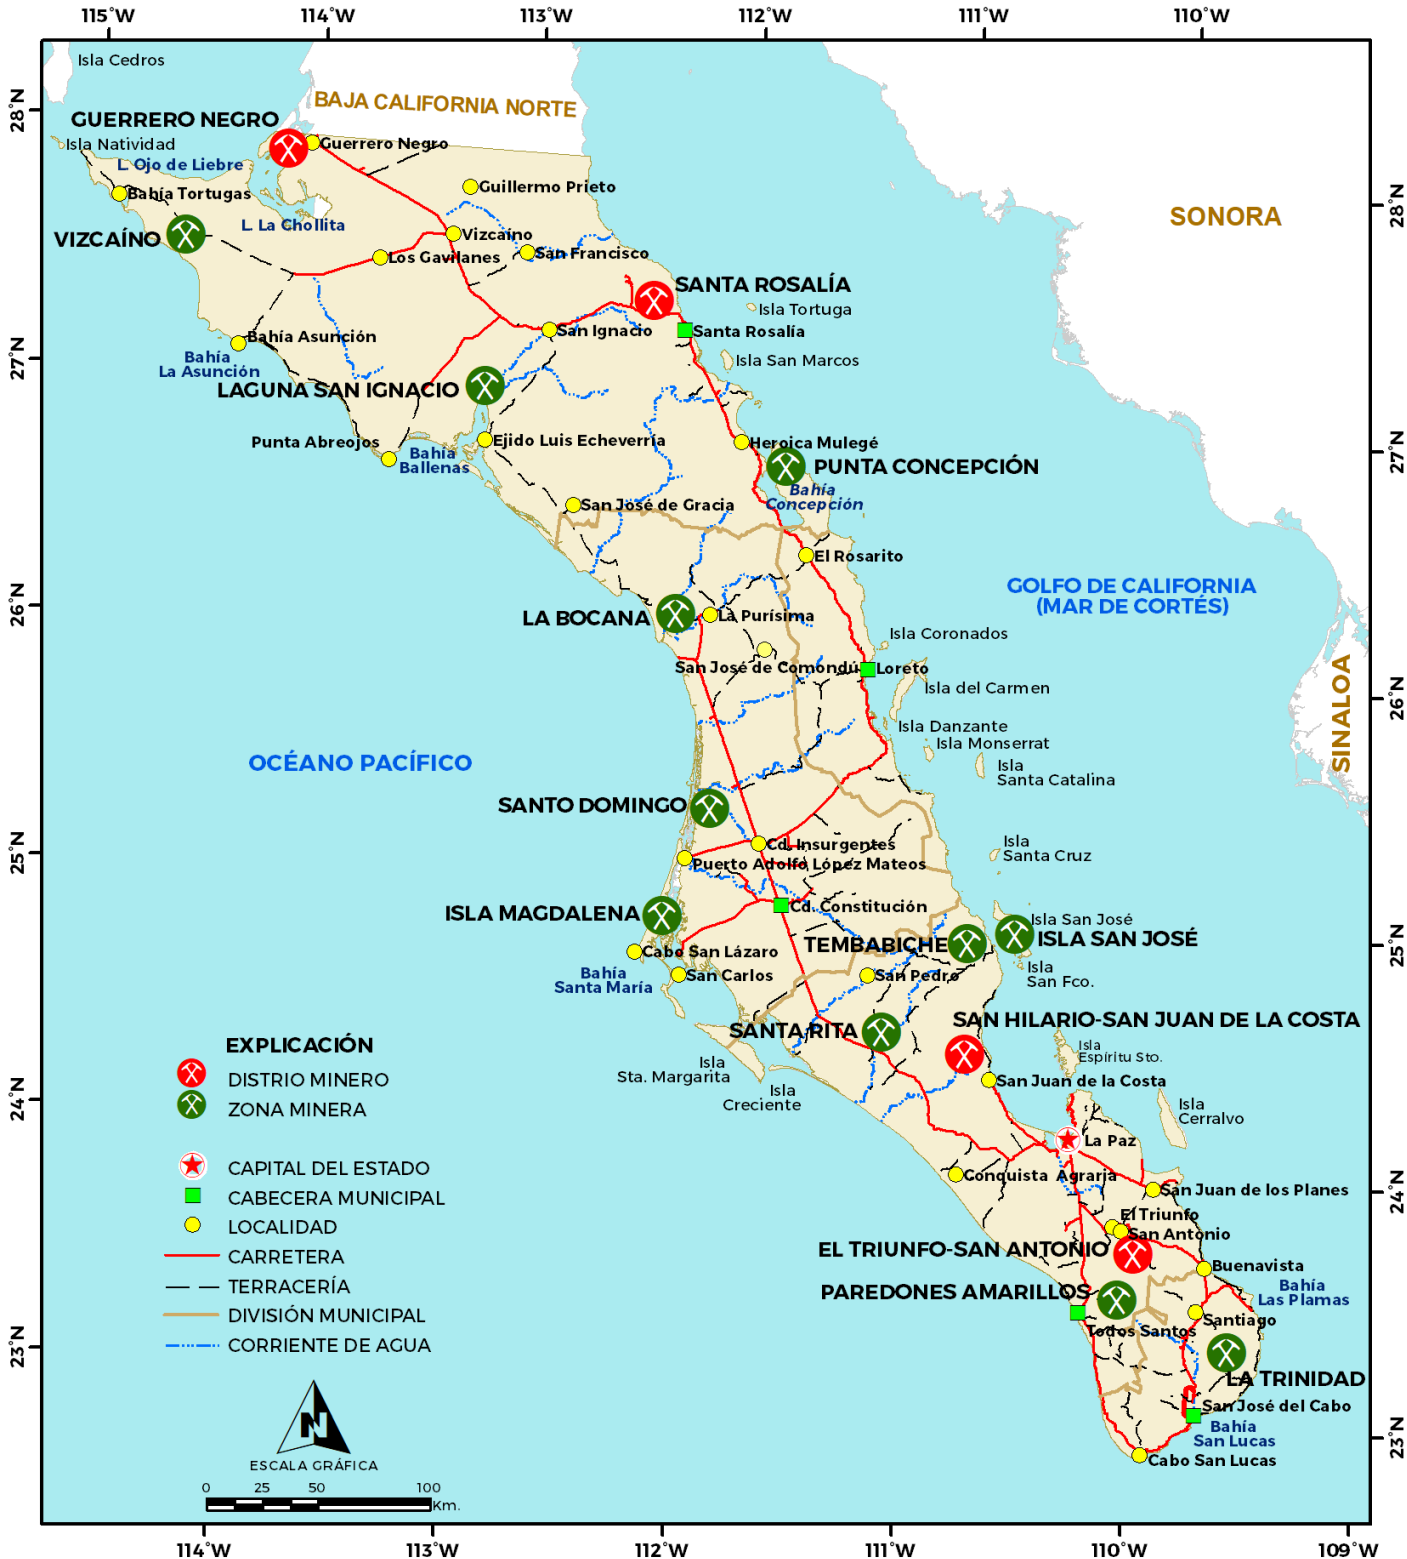 115°W
114°W
113°W
112°W
111°W
110°W
Isla Cedros
BAJA CALIFORNIA NORTE
28°N
GUERRERO NEGRO
Isla Natividad
Guerrero Negro
L. Ojo de Liebre
Guillermo Prieto
Bahía Tortugas
28°N
SONORA
L. La Chollita
VIZCAÍNO
Vizcaíno
Los Gavilanes
San Francisco
SANTA ROSALÍA
Isla Tortuga
Santa Rosalía
San Ignacio
Bahía Asunción
27°N
Bahía
La Asunción
Isla San Marcos
LAGUNA SAN IGNACIO
Punta Abreojos
Ejido Luis Echeverría
Heroica Mulegé
27°N
Bahía
Ballenas
PUNTA CONCEPCIÓN
Bahía
Concepción
San José de Gracia
El Rosarito
GOLFO DE CALIFORNIA
(MAR DE CORTÉS)
26°N
LA BOCANA
La Purísima
Isla Coronados
San José de Comondú
Loreto
Isla del Carmen
26°N
SINALOA
Isla Danzante
Isla Monserrat
OCÉANO PACÍFICO
Isla
Santa Catalina
SANTO DOMINGO
Cd. Insurgentes
25°N
Isla
Santa Cruz
Puerto Adolfo López Mateos
ISLA MAGDALENA
Cd. Constitución
Isla San José
ISLA SAN JOSÉ
TEMBABICHE
25°N
Cabo San Lázaro
Bahía
Santa María
San Carlos
San Pedro
Isla
San Fco.
SANTA RITA
SAN HILARIO-SAN JUAN DE LA COSTA
Isla
Espíritu Sto.
Isla
Sta. Margarita
San Juan de la Costa
Isla
Creciente
Isla
Cerralvo
24°N
La Paz
Conquista Agraria
San Juan de los Planes
24°N
El Triunfo
San Antonio
EL TRIUNFO-SAN ANTONIO
Buenavista
PAREDONES AMARILLOS
Bahía
Las Plamas
Santiago
Todos Santos
23°N
LA TRINIDAD
San José del Cabo
Bahía
San Lucas
23°N
Cabo San Lucas
EXPLICACIÓN
DISTRIO MINERO
ZONA MINERA
CAPITAL DEL ESTADO
CABECERA MUNICIPAL
LOCALIDAD
CARRETERA
TERRACERÍA
DIVISIÓN MUNICIPAL
CORRIENTE DE AGUA
N
ESCALA GRÁFICA
0
25
50
100
Km.
114°W
113°W
112°W
111°W
110°W
109°W